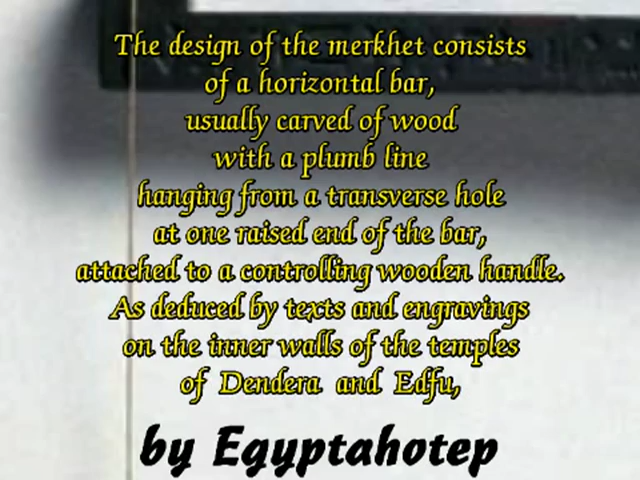 The design of the merkhet consists
of a horizontal bar,
usually carved of wood
with a plumb line
hanging from a transverse hole
at one raised end of the bar,
attached to a controlling wooden handle.
As deduced by texts and engravings
on the inner walls of the temples
of Dendera and Edfu,
by Egyptahotep